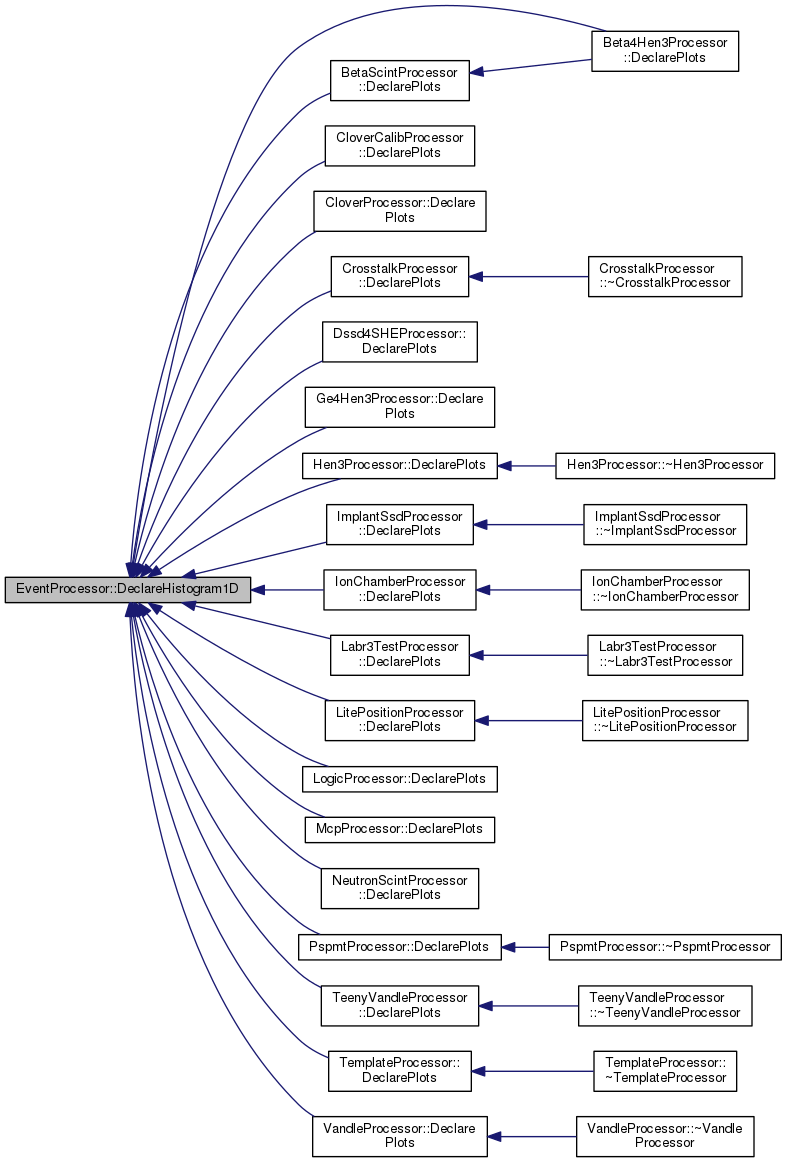 Beta4Hen3Processor
::DeclarePlots
BetaScintProcessor
::DeclarePlots
CloverCalibProcessor
::DeclarePlots
CloverProcessor::Declare
Plots
CrosstalkProcessor
::DeclarePlots
CrosstalkProcessor
::~CrosstalkProcessor
Dssd4SHEProcessor::
DeclarePlots
Ge4Hen3Processor::Declare
Plots
Hen3Processor::DeclarePlots
Hen3Processor::~Hen3Processor
ImplantSsdProcessor
::DeclarePlots
ImplantSsdProcessor
::~ImplantSsdProcessor
EventProcessor::DeclareHistogram1D
IonChamberProcessor
::DeclarePlots
IonChamberProcessor
::~IonChamberProcessor
Labr3TestProcessor
::DeclarePlots
Labr3TestProcessor
::~Labr3TestProcessor
LitePositionProcessor
::DeclarePlots
LitePositionProcessor
::~LitePositionProcessor
LogicProcessor::DeclarePlots
McpProcessor::DeclarePlots
NeutronScintProcessor
::DeclarePlots
PspmtProcessor::DeclarePlots
PspmtProcessor::~PspmtProcessor
TeenyVandleProcessor
::DeclarePlots
TeenyVandleProcessor
::~TeenyVandleProcessor
TemplateProcessor::
DeclarePlots
TemplateProcessor::
~TemplateProcessor
VandleProcessor::Declare
Plots
VandleProcessor::~Vandle
Processor